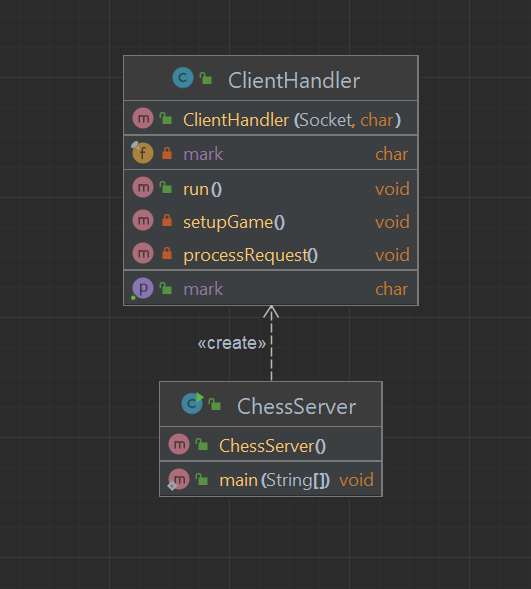 C ClientHandler
m ClientHandler(Socket, char)
f mark char
m run() void
m setupGame() void
m processRequest() void
p mark char
«create»
C ChessServer
m ChessServer()
m main(String[]) void